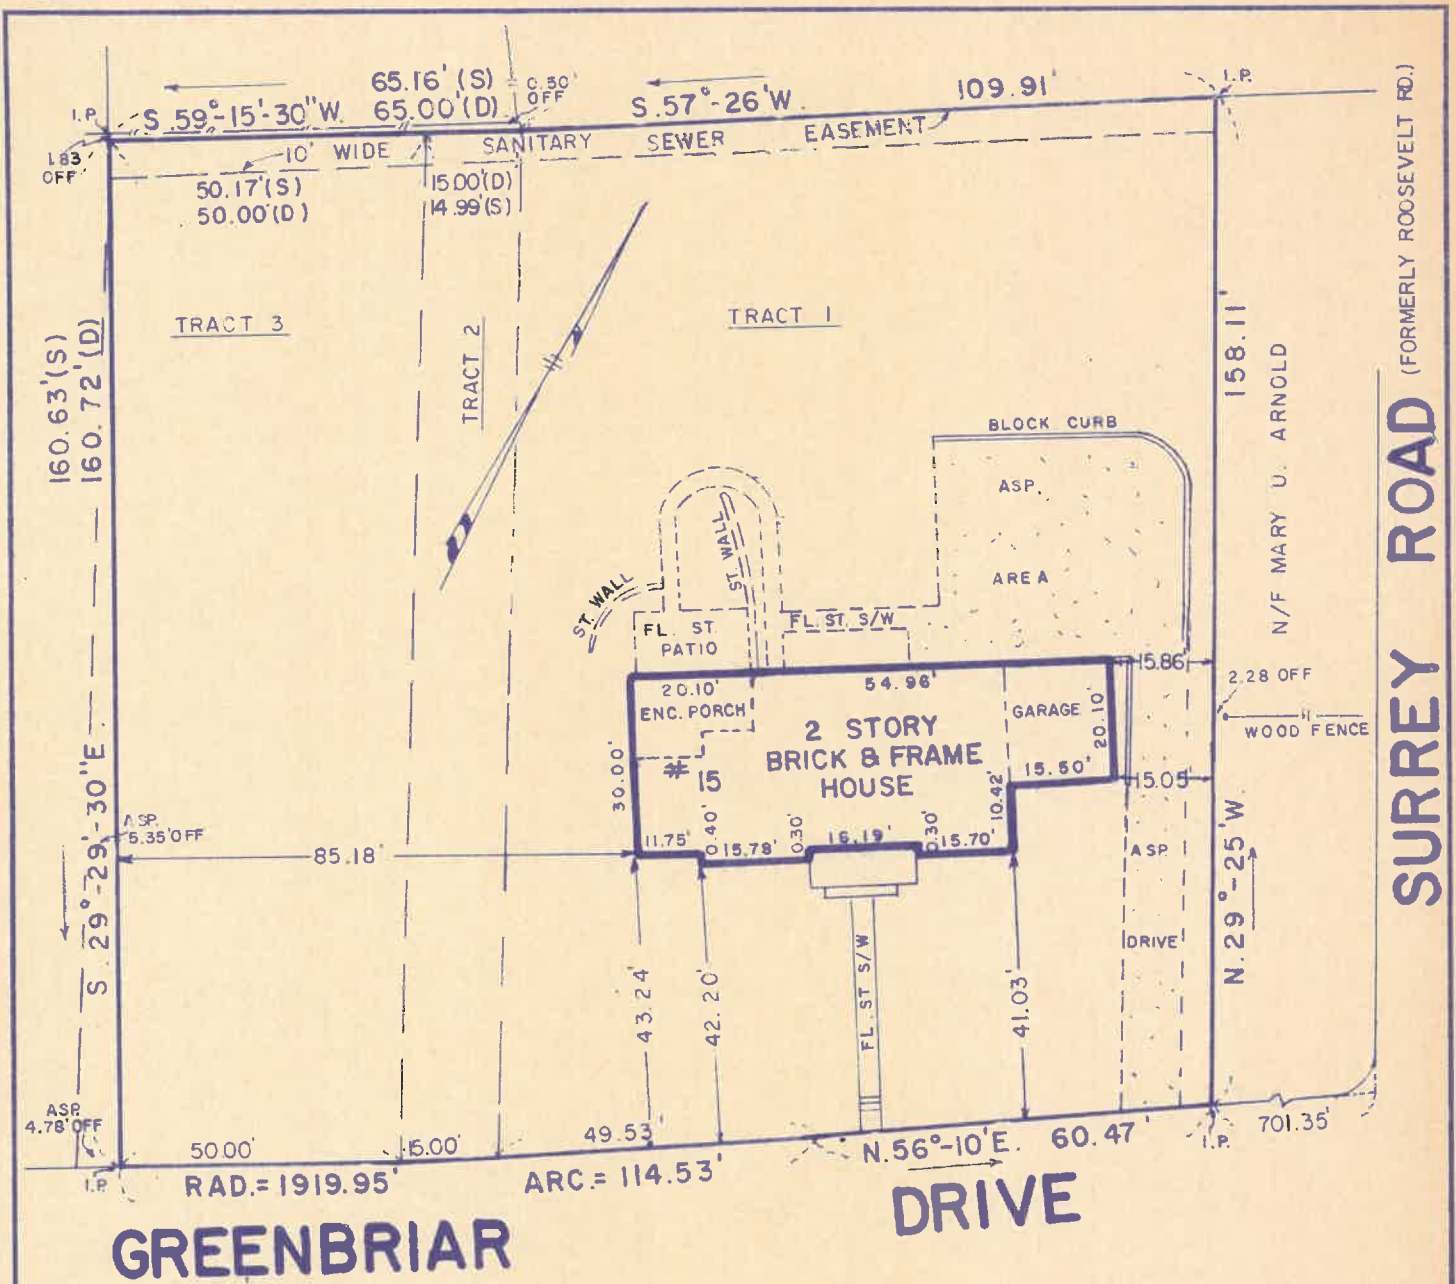 65.16' (S)
65.00' (D)
0.50'
OFF
109.91'
I.P.
I.P.
S.59°-15'-30"W.
S.57°-26'W.
1.83
OFF
10' WIDE SANITARY SEWER EASEMENT
50.17'(S)
50.00'(D)
15.00'(D)
14.99'(S)
TRACT 3
TRACT 2
TRACT 1
160.63'(S)
160.72'(D)
S.29°-29'-30"E.
158.11'
N/F MARY U. ARNOLD
N.29°-25'W.
SURREY ROAD (FORMERLY ROOSEVELT RD.)
BLOCK CURB
ASP.
AREA
ST. WALL
ST. WALL
FL. ST.
PATIO
FL. ST. S/W
20.10'
54.96'
15.86'
2.28 OFF
WOOD FENCE
ENC. PORCH
GARAGE
20.10'
30.00'
2 STORY
BRICK & FRAME
HOUSE
# 15
15.50'
15.05'
10.42'
11.75'
0.40'
15.78'
0.30'
16.19'
0.30'
15.70'
ASP.
5.35'OFF
85.18'
ASP.
DRIVE
43.24'
42.20'
FL. ST S/W
41.03'
ASP.
4.78'OFF
50.00'
15.00'
49.53'
N.56°-10'E. 60.47'
701.35'
I.P.
I.P.
RAD.= 1919.95'
ARC.= 114.53'
GREENBRIAR DRIVE